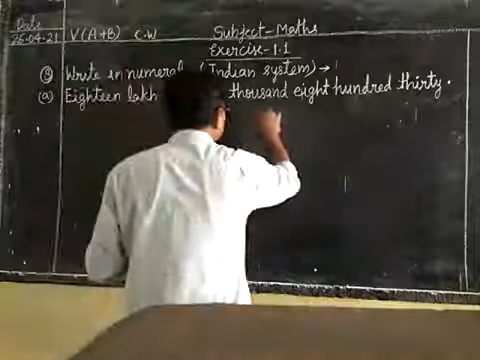 Date
26.04.21 V(A+B) C.W Subject-Maths
Exercise-1.1
③ Write in numeral (Indian system) →
(a) Eighteen lakh thousand eight hundred thirty.